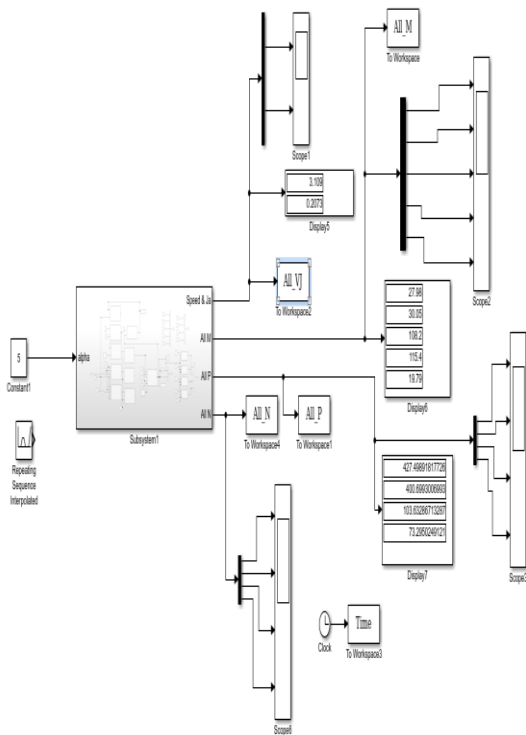 All_M
To Workspace
Scope1
3.109
0.2073
Display5
Scope2
All_VJ
To Workspace2
Speed & Ja
27.98
30.05
108.2
115.4
19.79
Display6
5
Constant1
alpha
All M
All P
All N
Subsystem1
All_N
To Workspace4
All_P
To Workspace1
Repeating
Sequence
Interpolated
427.49891817726
400.6993006993
103.63286713287
73.2950249121
Display7
Scope3
Clock
Time
To Workspace3
Scope6